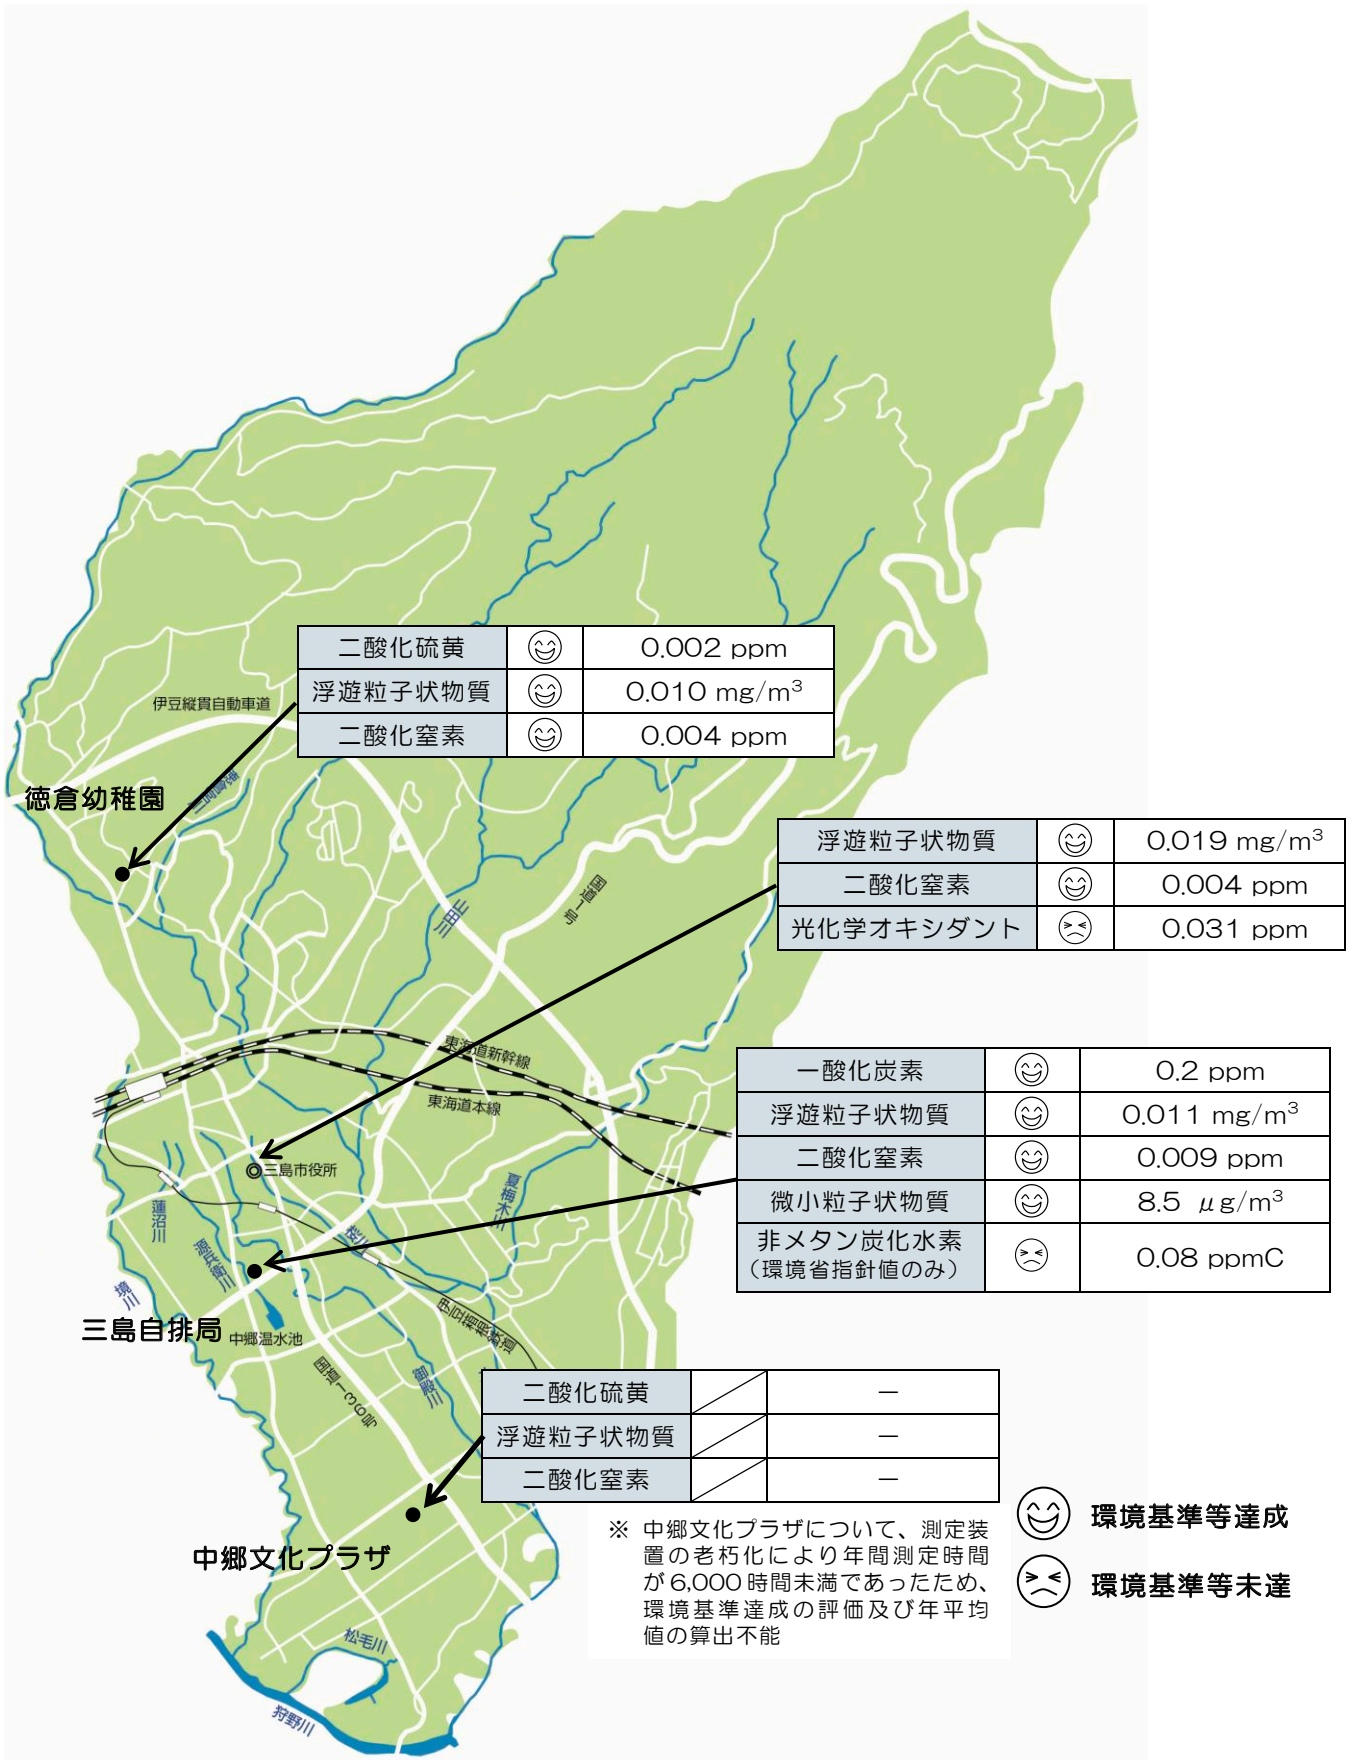 二酸化硫黄 0.002 ppm
浮遊粒子状物質 0.010 mg/m³
二酸化窒素 0.004 ppm
伊豆縦貫自動車道
徳倉幼稚園
浮遊粒子状物質 0.019 mg/m³
二酸化窒素 0.004 ppm
光化学オキシダント 0.031 ppm
国道1号
山田川
東海道新幹線
東海道本線
一酸化炭素 0.2 ppm
浮遊粒子状物質 0.011 mg/m³
二酸化窒素 0.009 ppm
微小粒子状物質 8.5 μg/m³
非メタン炭化水素 0.08 ppmC
（環境省指針値のみ）
三島市役所
夏梅木川
蓮沼川
源兵衛川
境川
三島自排局
中郷温水池
伊豆箱根鉄道
国道136号
御殿川
二酸化硫黄 －
浮遊粒子状物質 －
二酸化窒素 －
中郷文化プラザ
※ 中郷文化プラザについて、測定装
置の老朽化により年間測定時間
が6,000時間未満であったため、
環境基準達成の評価及び年平均
値の算出不能
環境基準等達成
環境基準等未達
松毛川
狩野川